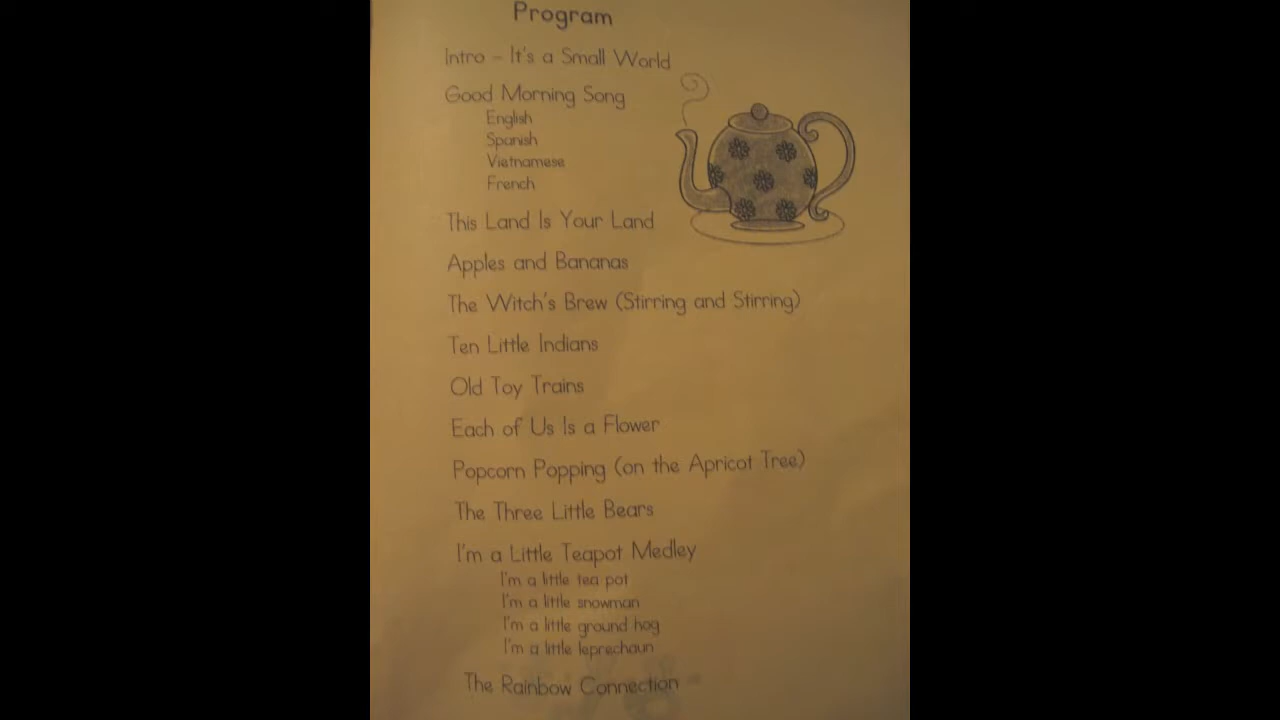 Program
Intro - It's a Small World
Good Morning Song
English
Spanish
Vietnamese
French
This Land Is Your Land
Apples and Bananas
The Witch's Brew (Stirring and Stirring)
Ten Little Indians
Old Toy Trains
Each of Us Is a Flower
Popcorn Popping (on the Apricot Tree)
The Three Little Bears
I'm a Little Teapot Medley
I'm a little tea pot
I'm a little snowman
I'm a little ground hog
I'm a little leprechaun
The Rainbow Connection